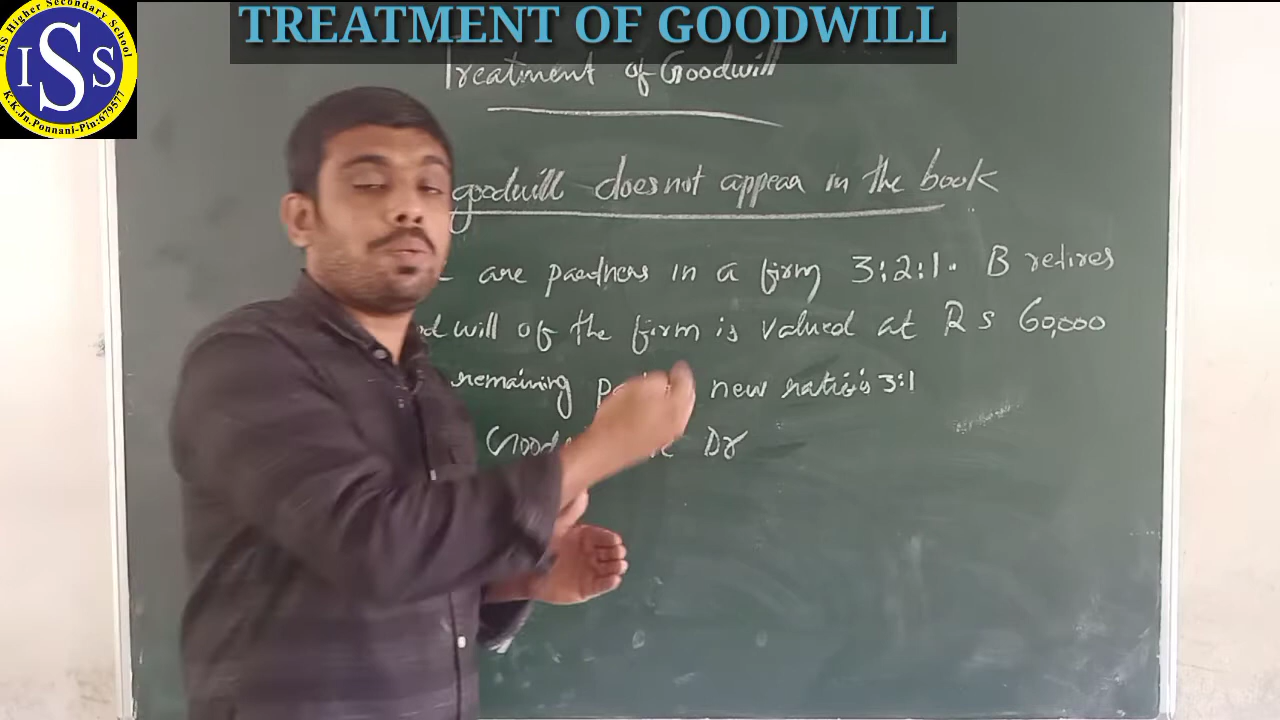 TREATMENT OF GOODWILL
ISS Higher Secondary School
ISS
K.K.Jn.Ponnani-Pin:679577
Treatment of Goodwill
goodwill does not appear in the book
are partners in a firm 3:2:1. B retires
will of the firm is valued at Rs 60,000
remaining new ratio is 3:1
Dr